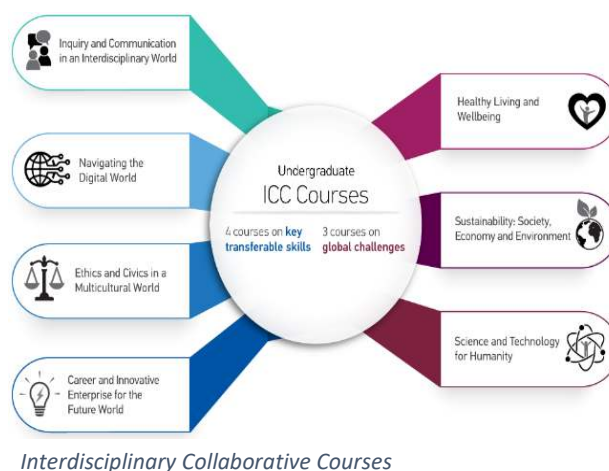 Inquiry and Communication
in an Interdisciplinary World
Navigating the
Digital World
Ethics and Civics in a
Multicultural World
Career and Innovative
Enterprise for the
Future World
Undergraduate
ICC Courses
4 courses on key
transferable skills
3 courses on
global challenges
Healthy Living and
Wellbeing
Sustainability: Society,
Economy and Environment
Science and Technology
for Humanity
Interdisciplinary Collaborative Courses